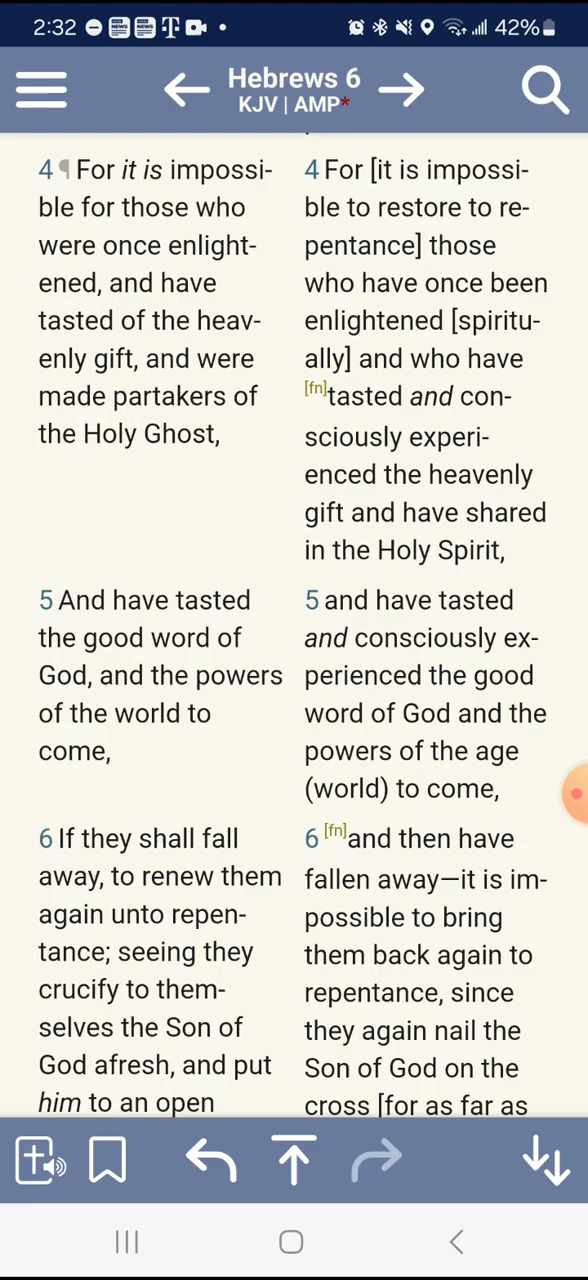 2:32 42%
Hebrews 6
KJV | AMP*
4 ¶ For it is impossi-
ble for those who
were once enlight-
ened, and have
tasted of the heav-
enly gift, and were
made partakers of
the Holy Ghost,
4 For [it is impossi-
ble to restore to re-
pentance] those
who have once been
enlightened [spiritu-
ally] and who have
[fn]tasted and con-
sciously experi-
enced the heavenly
gift and have shared
in the Holy Spirit,
5 And have tasted
the good word of
God, and the powers
of the world to
come,
5 and have tasted
and consciously ex-
perienced the good
word of God and the
powers of the age
(world) to come,
6 If they shall fall
away, to renew them
again unto repen-
tance; seeing they
crucify to them-
selves the Son of
God afresh, and put
him to an open
6 [fn]and then have
fallen away—it is im-
possible to bring
them back again to
repentance, since
they again nail the
Son of God on the
cross [for as far as